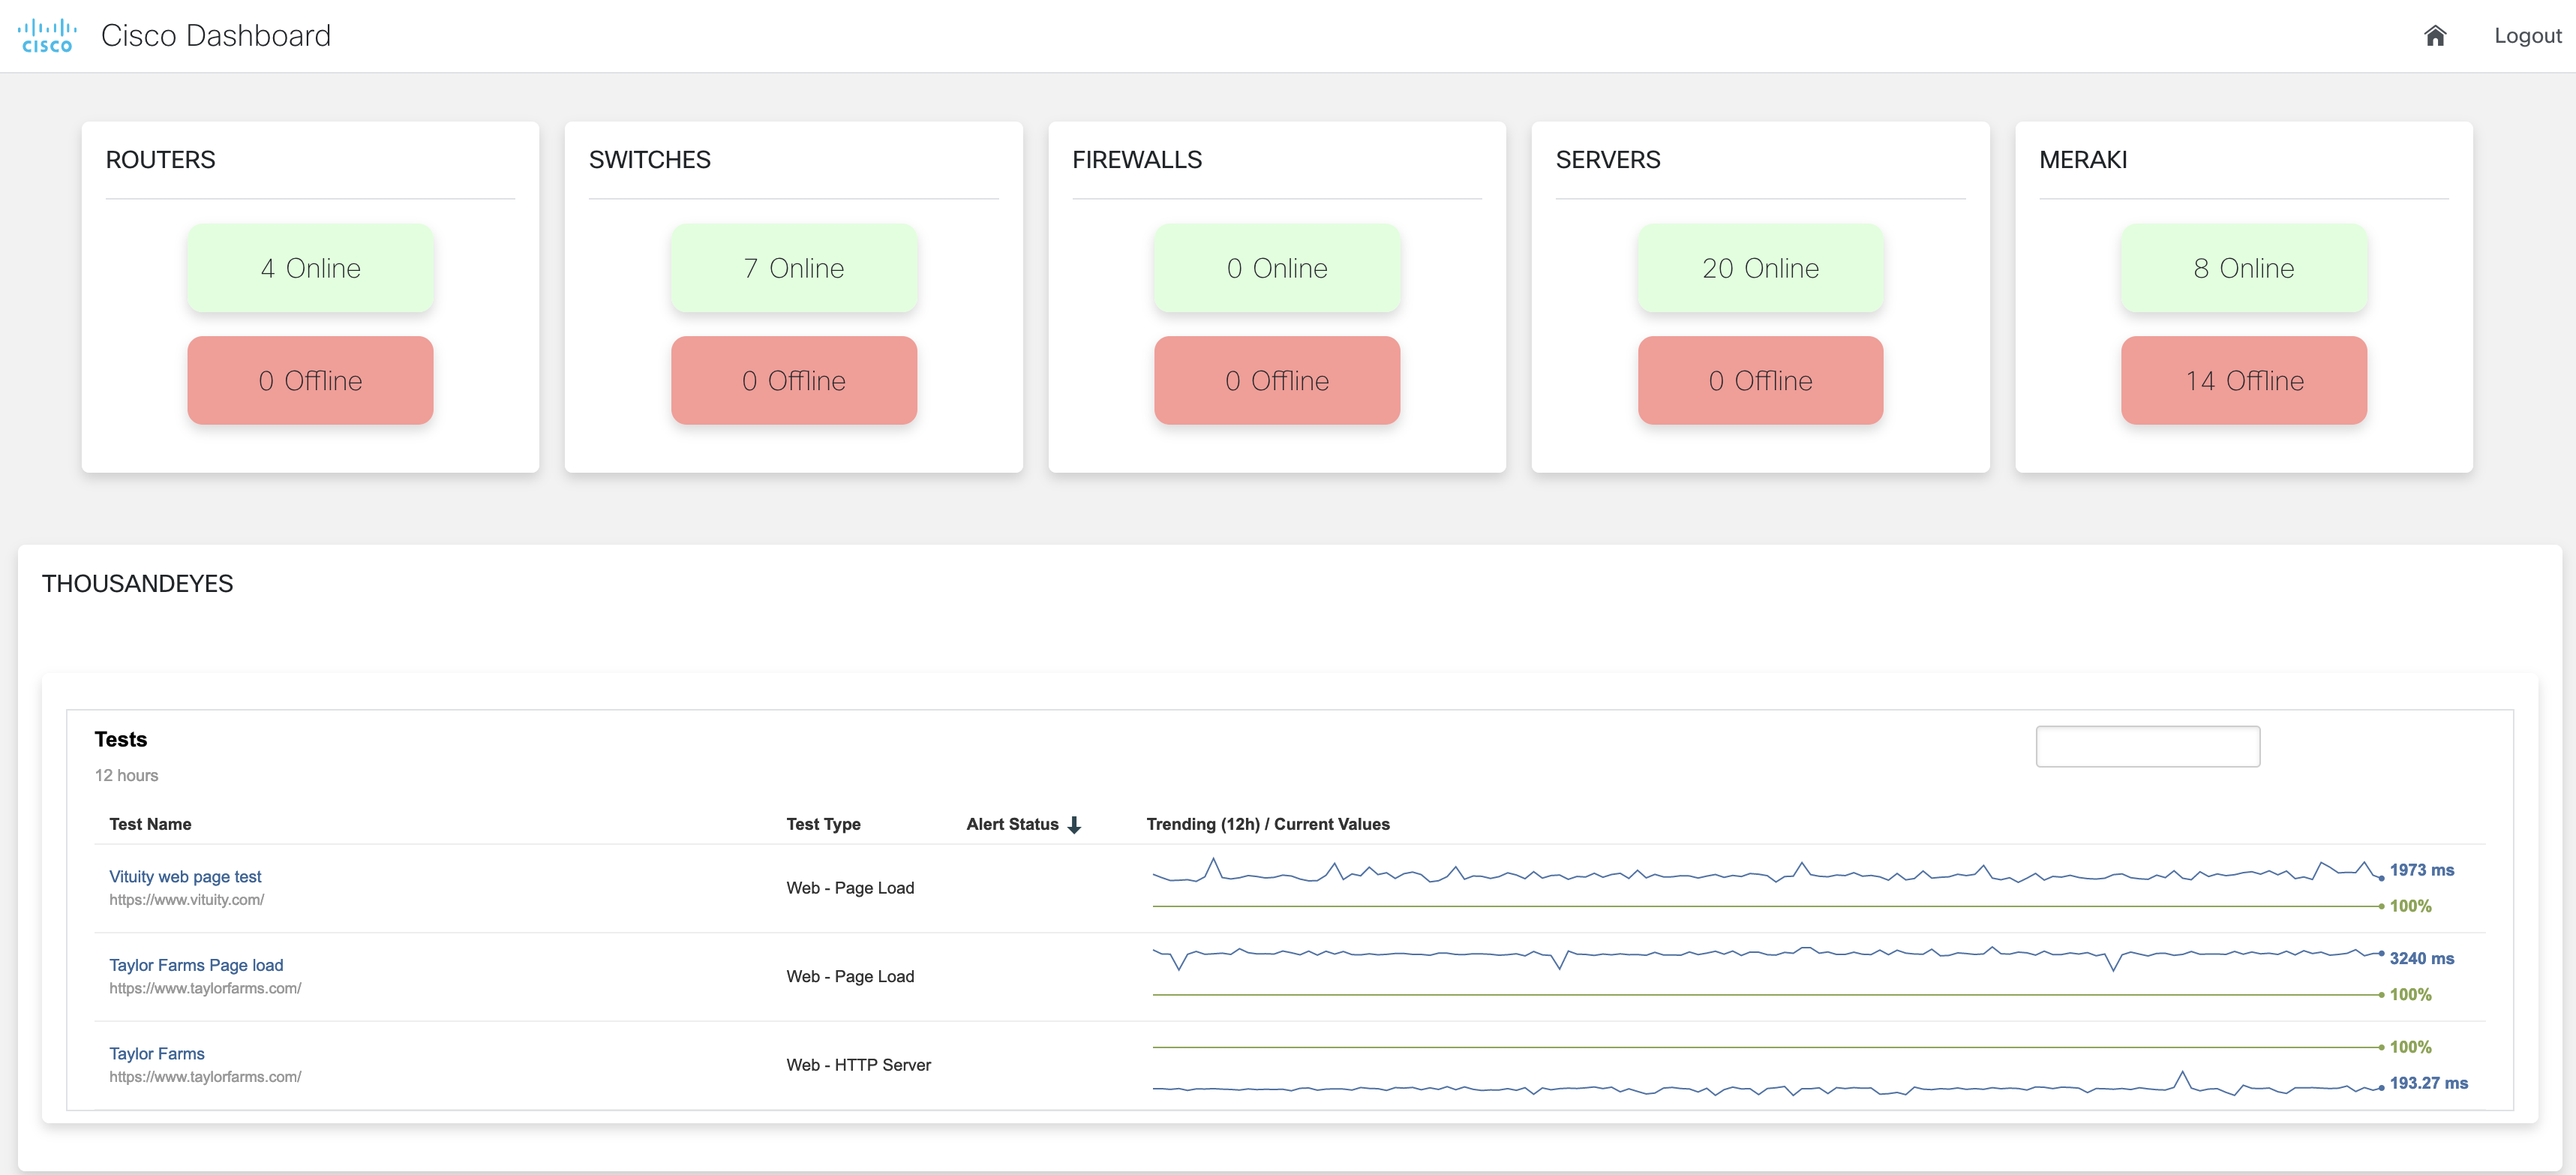 CISCO Cisco Dashboard Logout
ROUTERS
4 Online
0 Offline
SWITCHES
7 Online
0 Offline
FIREWALLS
0 Online
0 Offline
SERVERS
20 Online
0 Offline
MERAKI
8 Online
14 Offline
THOUSANDEYES
Tests
12 hours
Test Name Test Type Alert Status Trending (12h) / Current Values
Vituity web page test
https://www.vituity.com/
Web - Page Load
1973 ms
100%
Taylor Farms Page load
https://www.taylorfarms.com/
Web - Page Load
3240 ms
100%
Taylor Farms
https://www.taylorfarms.com/
Web - HTTP Server
100%
193.27 ms